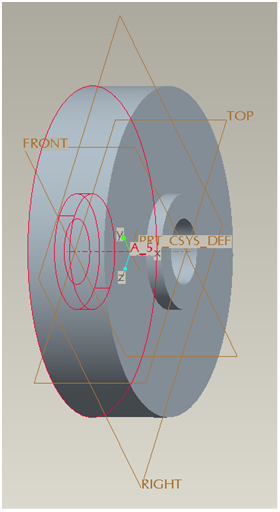 TOP
FRONT
y
PRT_CSYS_DEF
A_5
x
z
RIGHT